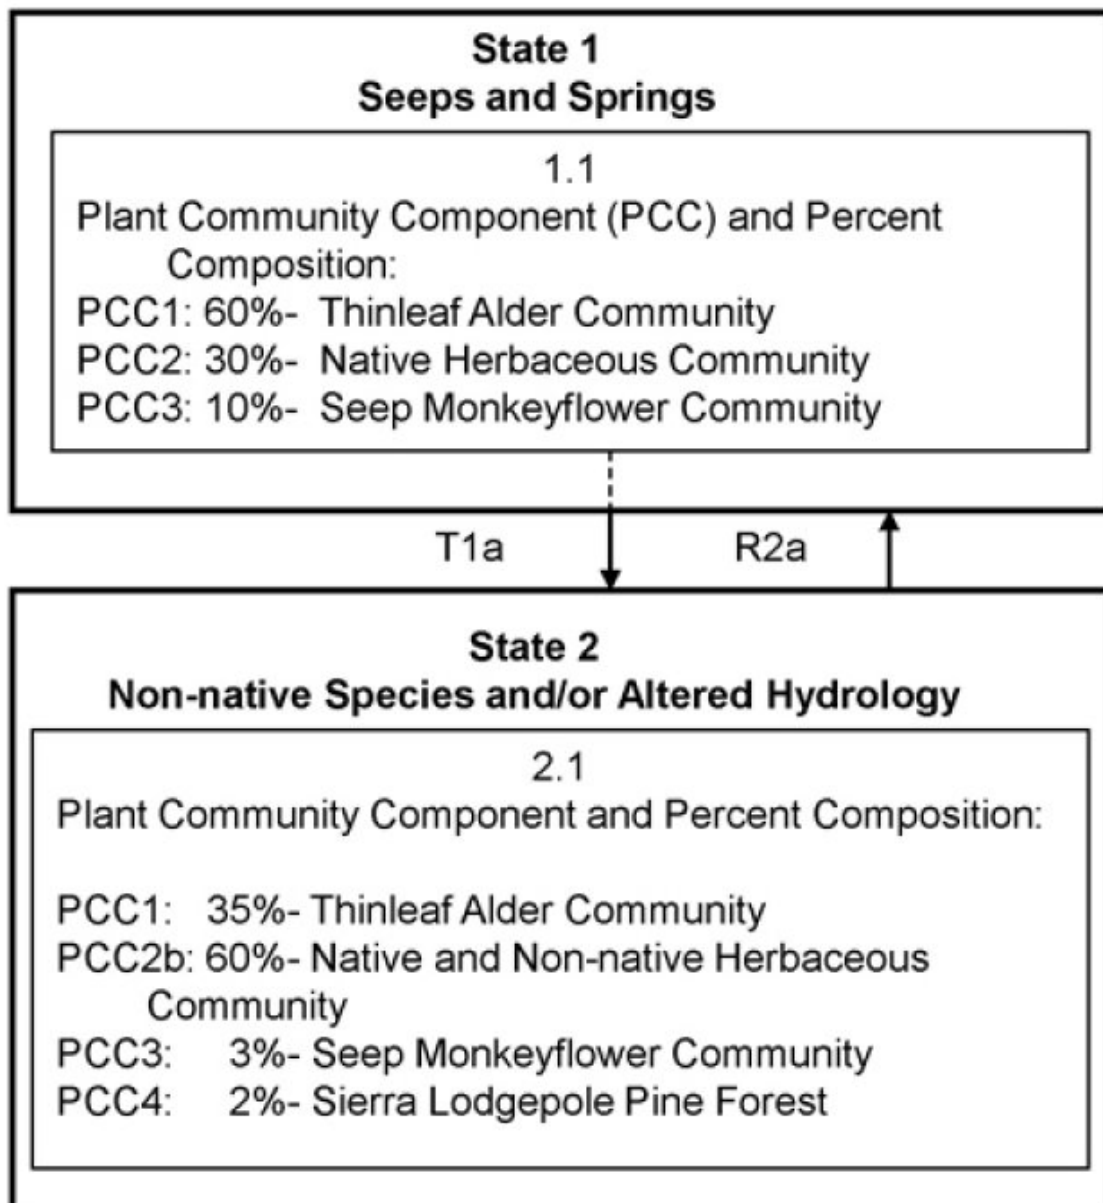 State 1
Seeps and Springs
1.1
Plant Community Component (PCC) and Percent
Composition:
PCC1: 60%- Thinleaf Alder Community
PCC2: 30%- Native Herbaceous Community
PCC3: 10%- Seep Monkeyflower Community
T1a R2a
State 2
Non-native Species and/or Altered Hydrology
2.1
Plant Community Component and Percent Composition:
PCC1: 35%- Thinleaf Alder Community
PCC2b: 60%- Native and Non-native Herbaceous
Community
PCC3: 3%- Seep Monkeyflower Community
PCC4: 2%- Sierra Lodgepole Pine Forest